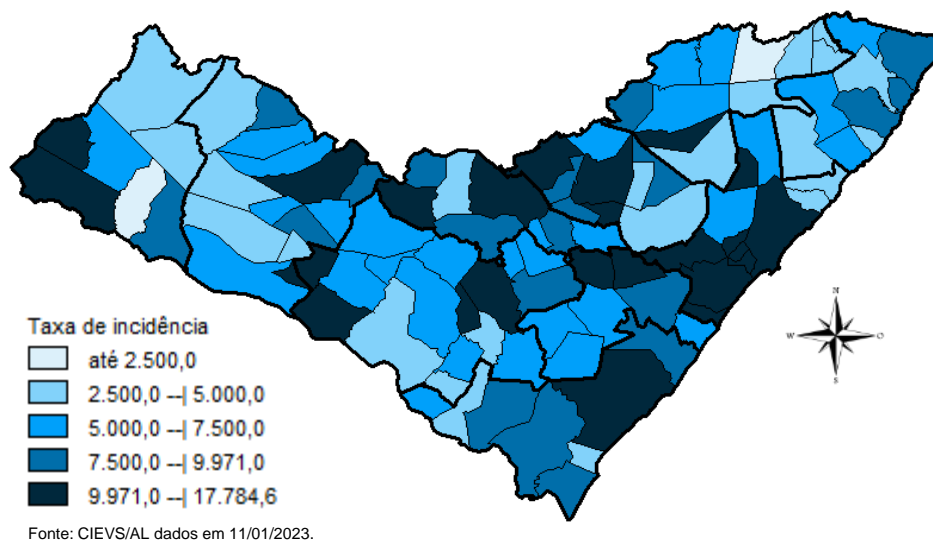 N
W
O
S
Taxa de incidência
até 2.500,0
2.500,0 --| 5.000,0
5.000,0 --| 7.500,0
7.500,0 --| 9.971,0
9.971,0 --| 17.784,6
Fonte: CIEVS/AL dados em 11/01/2023.